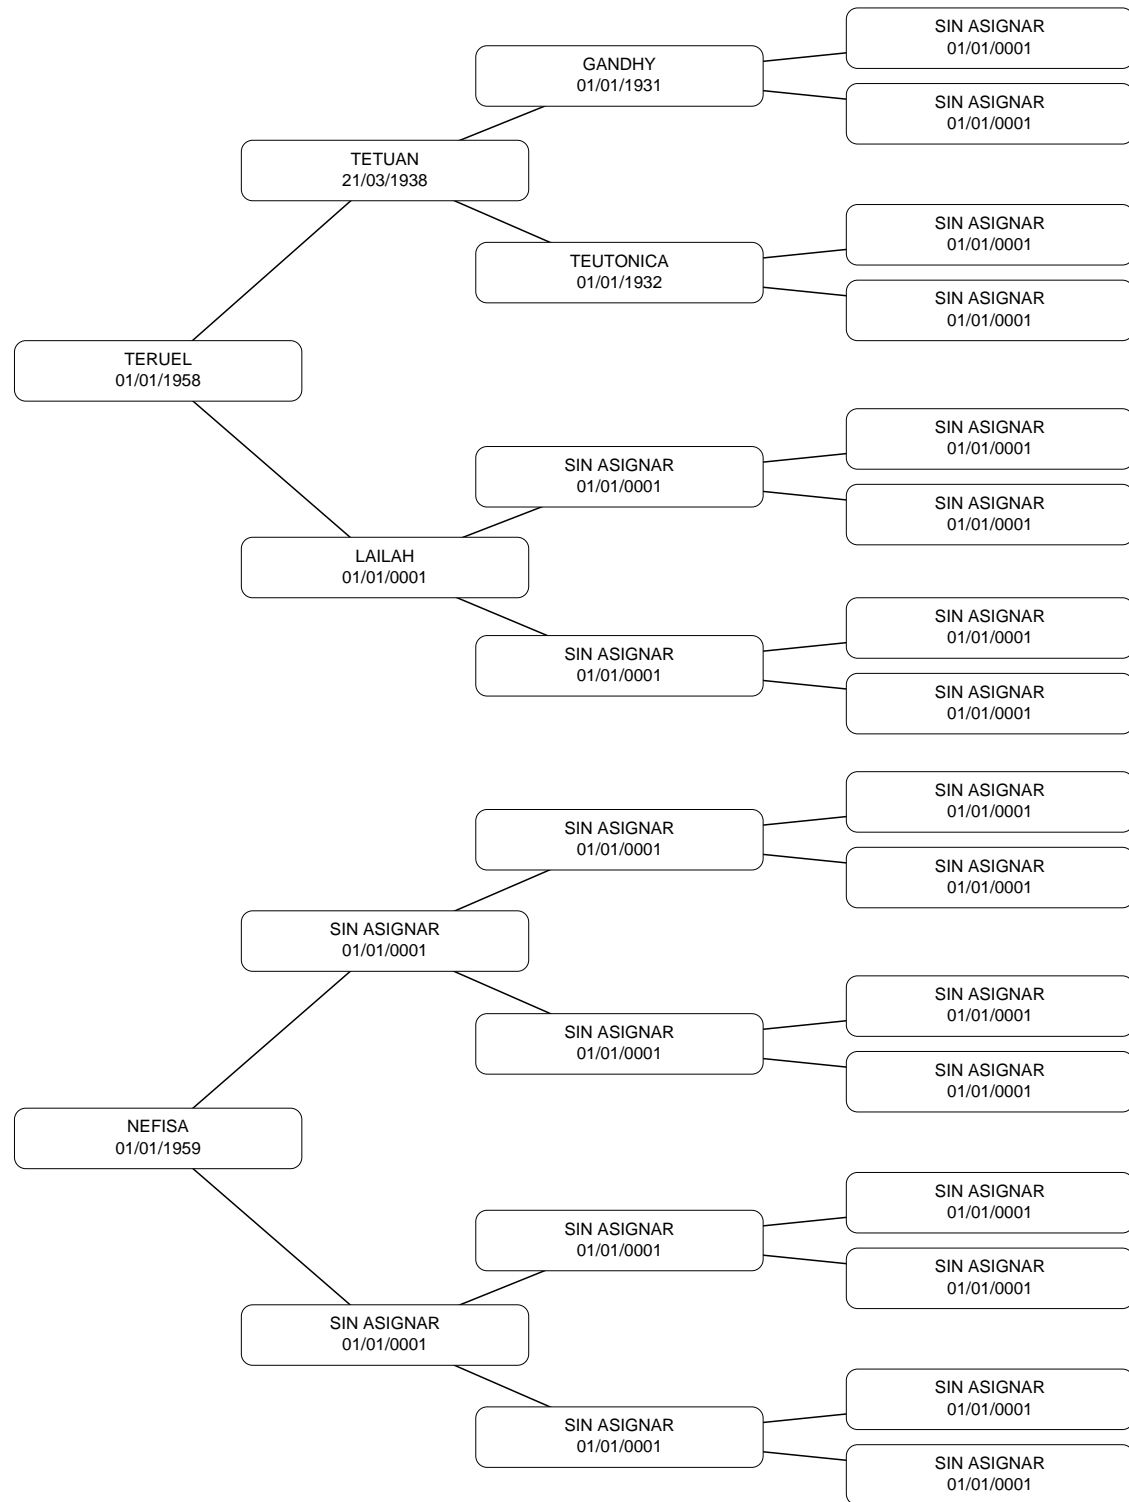 SIN ASIGNAR
01/01/0001
GANDHY
01/01/1931
SIN ASIGNAR
01/01/0001
TETUAN
21/03/1938
SIN ASIGNAR
01/01/0001
TEUTONICA
01/01/1932
SIN ASIGNAR
01/01/0001
TERUEL
01/01/1958
SIN ASIGNAR
01/01/0001
SIN ASIGNAR
01/01/0001
SIN ASIGNAR
01/01/0001
LAILAH
01/01/0001
SIN ASIGNAR
01/01/0001
SIN ASIGNAR
01/01/0001
SIN ASIGNAR
01/01/0001
SIN ASIGNAR
01/01/0001
SIN ASIGNAR
01/01/0001
SIN ASIGNAR
01/01/0001
SIN ASIGNAR
01/01/0001
SIN ASIGNAR
01/01/0001
SIN ASIGNAR
01/01/0001
SIN ASIGNAR
01/01/0001
NEFISA
01/01/1959
SIN ASIGNAR
01/01/0001
SIN ASIGNAR
01/01/0001
SIN ASIGNAR
01/01/0001
SIN ASIGNAR
01/01/0001
SIN ASIGNAR
01/01/0001
SIN ASIGNAR
01/01/0001
SIN ASIGNAR
01/01/0001